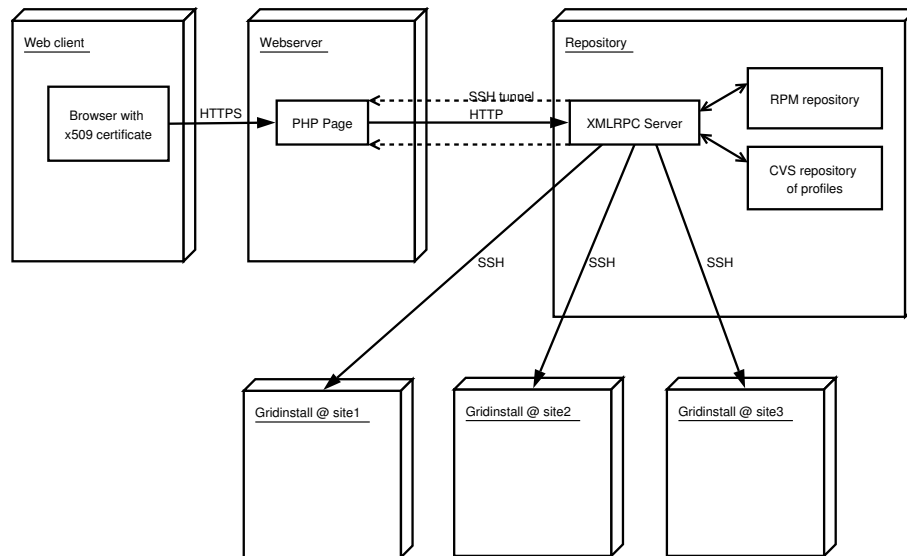 Web client
Webserver
Repository
Browser with
x509 certificate
HTTPS
PHP Page
SSH tunnel
HTTP
XMLRPC Server
RPM repository
CVS repository
of profiles
SSH
SSH
SSH
Gridinstall @ site1
Gridinstall @ site2
Gridinstall @ site3